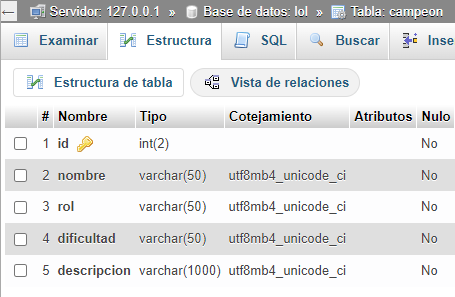 Servidor: 127.0.0.1 » Base de datos: lol » Tabla: campeon
Examinar Estructura SQL Buscar Inse
Estructura de tabla Vista de relaciones
# Nombre Tipo Cotejamiento Atributos Nulo
1 id int(2) No
2 nombre varchar(50) utf8mb4_unicode_ci No
3 rol varchar(50) utf8mb4_unicode_ci No
4 dificultad varchar(50) utf8mb4_unicode_ci No
5 descripcion varchar(1000) utf8mb4_unicode_ci No